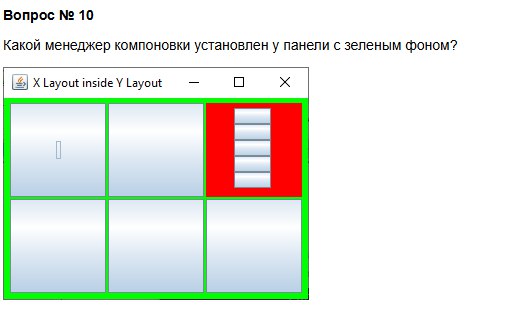 Вопрос № 10
Какой менеджер компоновки установлен у панели с зеленым фоном?
X Layout inside Y Layout